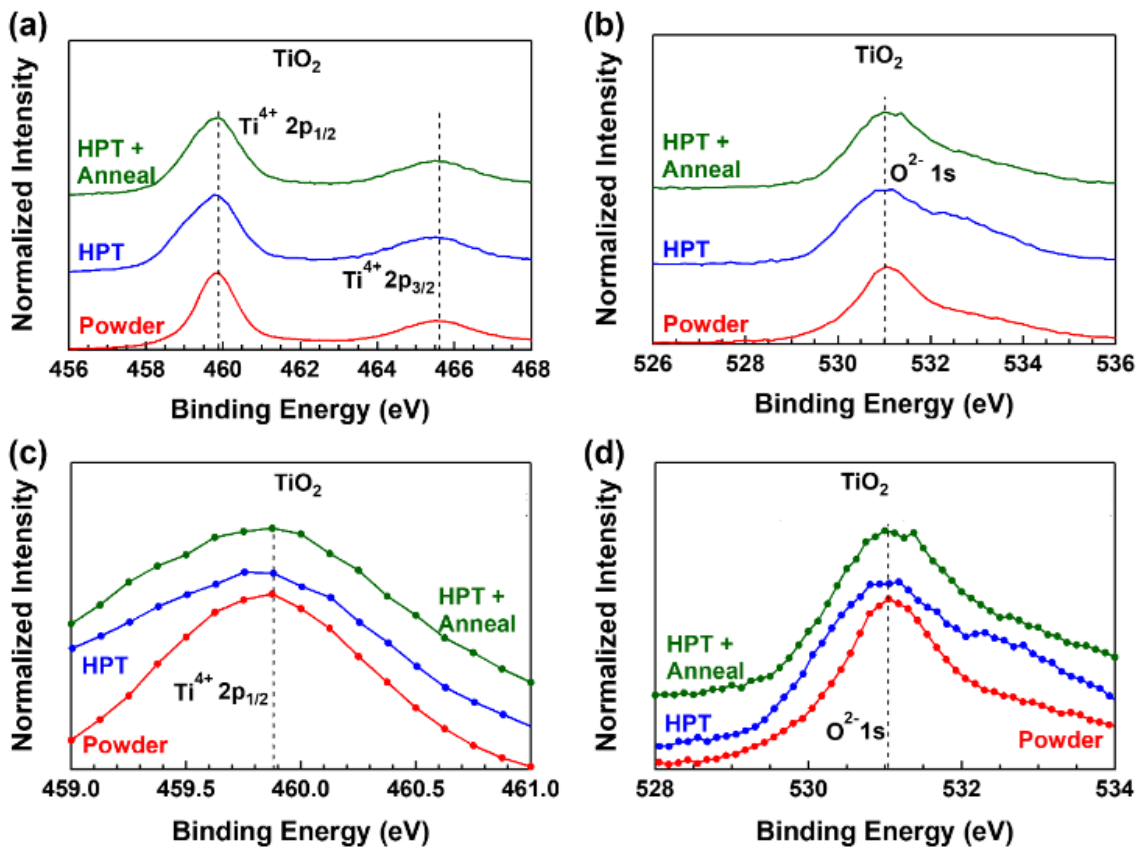 (a)
TiO2
Ti4+ 2p1/2
HPT +
Anneal
HPT
Ti4+ 2p3/2
Powder
Normalized Intensity
456 458 460 462 464 466 468
Binding Energy (eV)
(b)
TiO2
HPT +
Anneal
O2- 1s
HPT
Powder
Normalized Intensity
526 528 530 532 534 536
Binding Energy (eV)
(c)
TiO2
HPT +
Anneal
HPT
Ti4+ 2p1/2
Powder
Normalized Intensity
459.0 459.5 460.0 460.5 461.0
Binding Energy (eV)
(d)
TiO2
HPT +
Anneal
HPT
O2- 1s
Powder
Normalized Intensity
528 530 532 534
Binding Energy (eV)